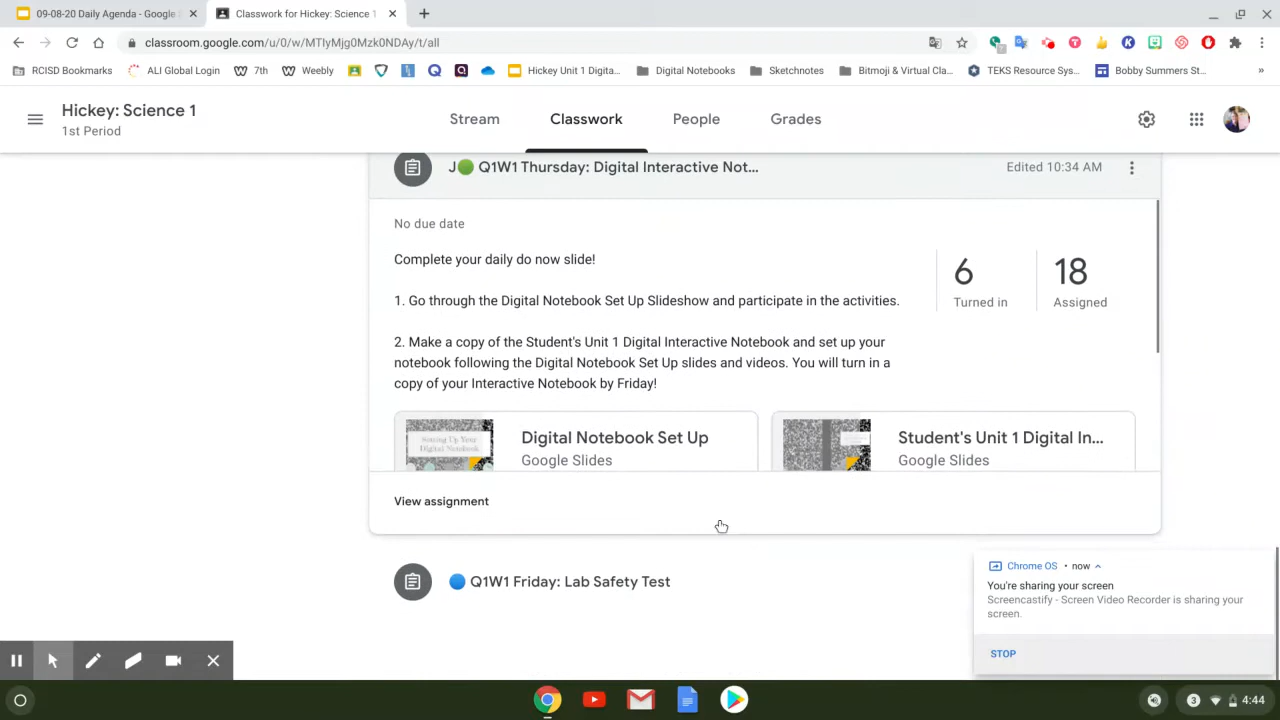 09-08-20 Daily Agenda - Google
Classwork for Hickey: Science 1
classroom.google.com/u/0/w/MTIyMjg0Mzk0NDAy/t/all
RCISD Bookmarks
ALI Global Login
7th
Weebly
Hickey Unit 1 Digita...
Digital Notebooks
Sketchnotes
Bitmoji & Virtual Cla...
TEKS Resource Sys...
Bobby Summers St...
»
Hickey: Science 1
1st Period
Stream
Classwork
People
Grades
J Q1W1 Thursday: Digital Interactive Not...
Edited 10:34 AM
No due date
Complete your daily do now slide!
6
Turned in
18
Assigned
1. Go through the Digital Notebook Set Up Slideshow and participate in the activities.
2. Make a copy of the Student's Unit 1 Digital Interactive Notebook and set up your
notebook following the Digital Notebook Set Up slides and videos. You will turn in a
copy of your Interactive Notebook by Friday!
Setting Up Your
Digital Notebook
Digital Notebook Set Up
Google Slides
Student's Unit 1 Digital In...
Google Slides
View assignment
Q1W1 Friday: Lab Safety Test
Chrome OS • now
You're sharing your screen
Screencastify - Screen Video Recorder is sharing your
screen.
STOP
3
4:44